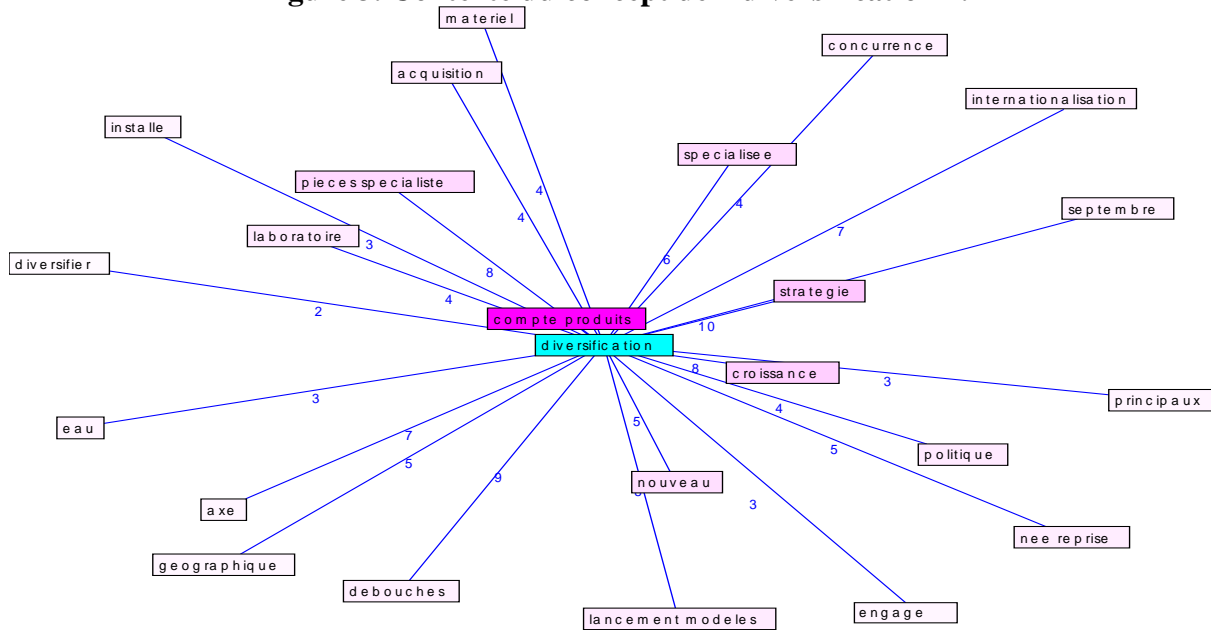 materiel
concurrence
acquisition
internationalisation
installe
specialisee
pieces specialiste
4
4
4
septembre
laboratoire
7
3
diversifier
6
8
strategie
4
2
compte produits
10
diversification
8
croissance
3
3
principaux
4
eau
7
5
5
politique
5
9
nouveau
axe
3
nee reprise
geographique
debouches
lancement modeles
engage